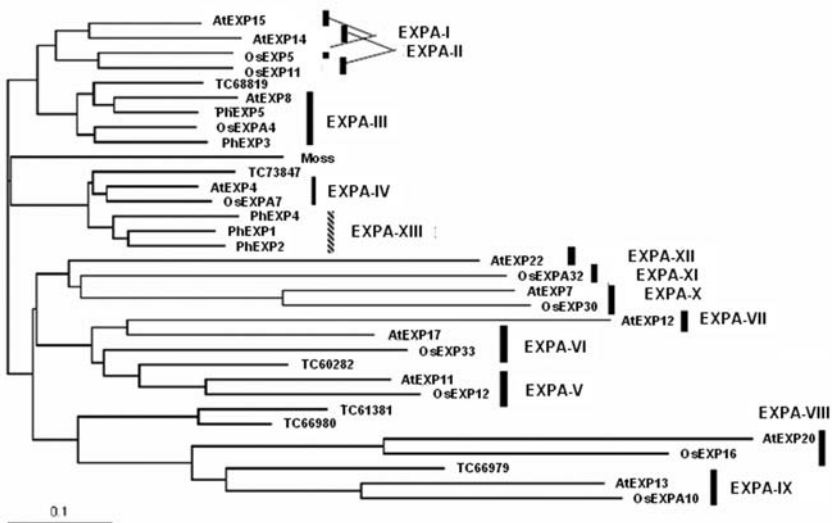 AtEXP15
AtEXP14
EXPA-I
EXPA-II
OsEXP5
OsEXP11
TC68819
AtEXP8
PhEXP5
OsEXPA4
EXPA-III
PhEXP3
Moss
TC73847
AtEXP4
EXPA-IV
OsEXPA7
PhEXP4
PhEXP1
EXPA-XIII
PhEXP2
AtEXP22
EXPA-XII
OsEXPA32
EXPA-XI
AtEXP7
EXPA-X
OsEXP30
AtEXP12
EXPA-VII
AtEXP17
OsEXP33
EXPA-VI
TC60282
AtEXP11
OsEXP12
EXPA-V
TC61381
EXPA-VIII
TC66980
AtEXP20
OsEXP16
TC66979
AtEXP13
EXPA-IX
OsEXPA10
0.1